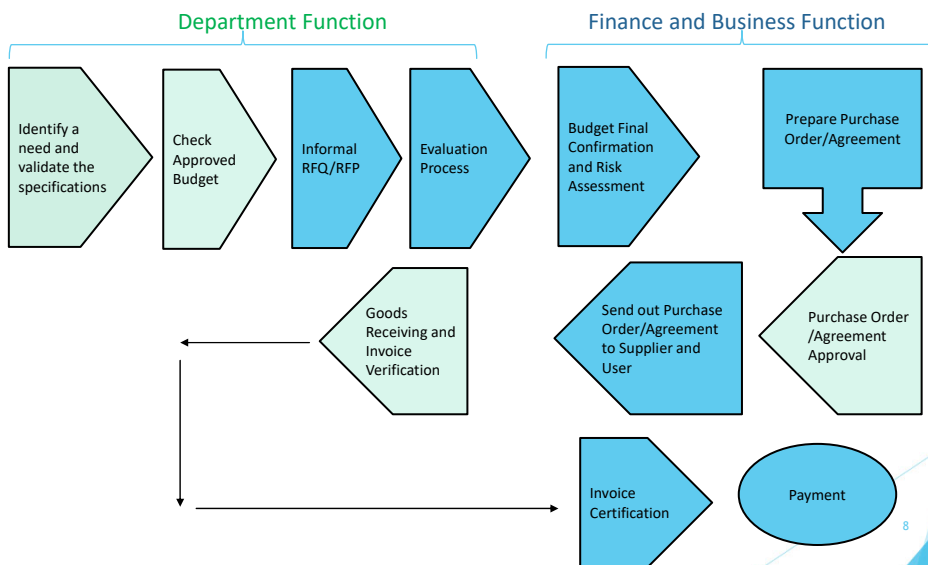 Department Function
Finance and Business Function
Identify a
need and
validate the
specifications
Check
Approved
Budget
Informal
RFQ/RFP
Evaluation
Process
Budget Final
Confirmation
and Risk
Assessment
Prepare Purchase
Order/Agreement
Goods
Receiving and
Invoice
Verification
Send out Purchase
Order/Agreement
to Supplier and
User
Purchase Order
/Agreement
Approval
Invoice
Certification
Payment
8